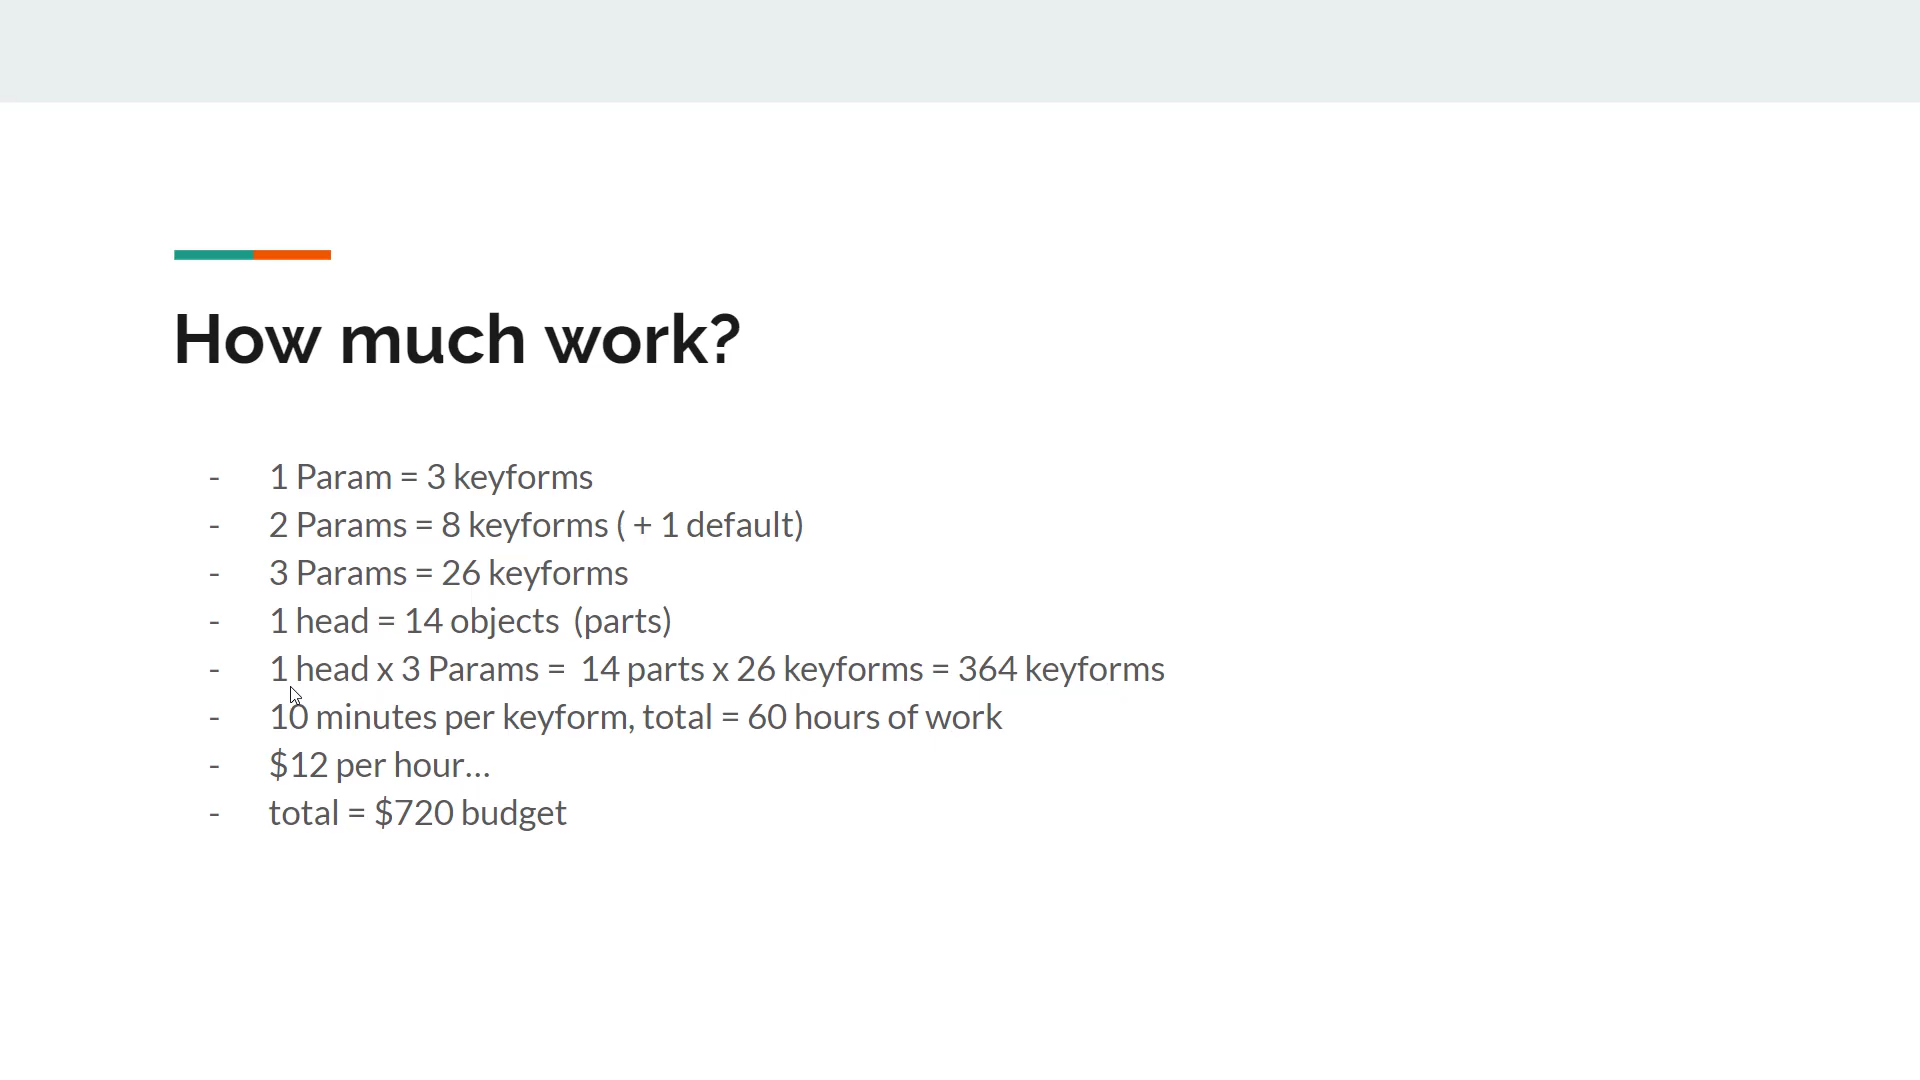 How much work?
- 1 Param = 3 keyforms
- 2 Params = 8 keyforms ( + 1 default)
- 3 Params = 26 keyforms
- 1 head = 14 objects  (parts)
- 1 head x 3 Params =  14 parts x 26 keyforms = 364 keyforms
- 10 minutes per keyform, total = 60 hours of work
- $12 per hour...
- total = $720 budget